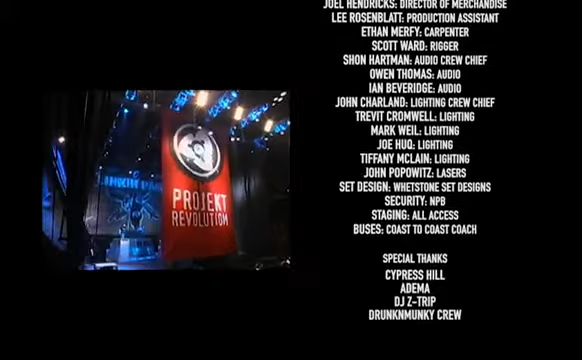 JOEL HENDRICKS: DIRECTOR OF MERCHANDISE
LEE ROSENBLATT: PRODUCTION ASSISTANT
ETHAN MERFY: CARPENTER
SCOTT WARD: RIGGER
SHON HARTMAN: AUDIO CREW CHIEF
OWEN THOMAS: AUDIO
IAN BEVERIDGE: AUDIO
JOHN CHARLAND: LIGHTING CREW CHIEF
TREVIT CROMWELL: LIGHTING
MARK WEIL: LIGHTING
JOE HUQ: LIGHTING
TIFFANY MCLAIN: LIGHTING
JOHN POPOWITZ: LASERS
SET DESIGN: WHETSTONE SET DESIGNS
SECURITY: NPB
STAGING: ALL ACCESS
BUSES: COAST TO COAST COACH
SPECIAL THANKS
CYPRESS HILL
ADEMA
DJ Z-TRIP
DRUNKNMUNKY CREW
PROJEKT
REVOLUTION